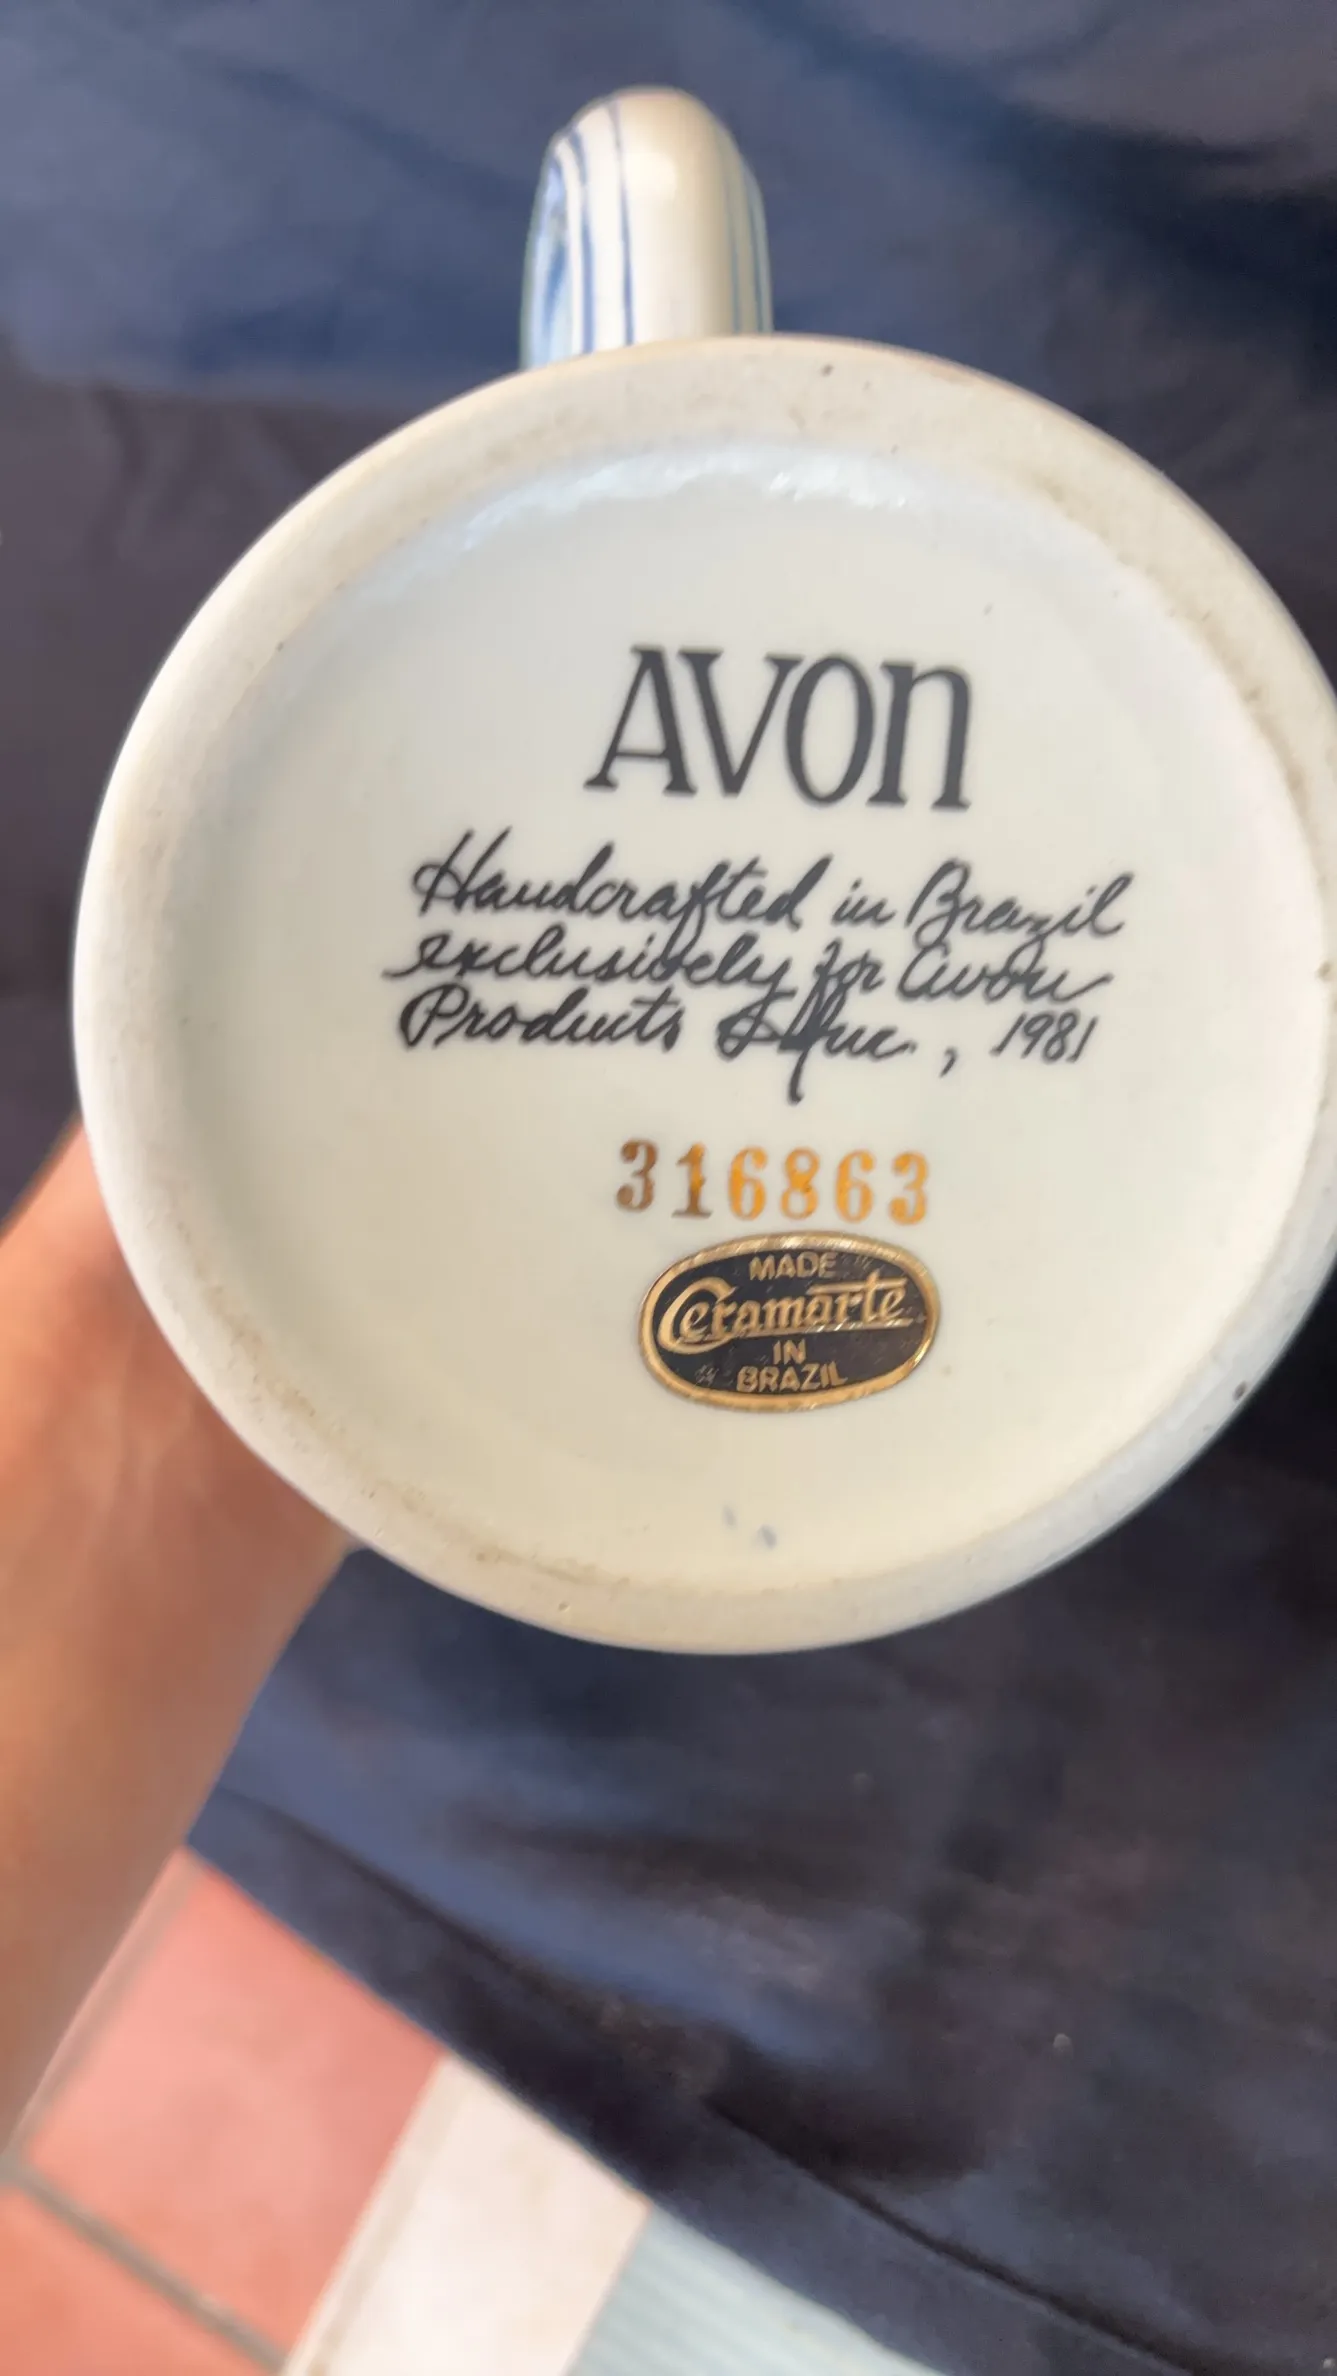 AVON
Handcrafted in Brazil
exclusively for Avon
Products Inc., 1981
316863
MADE
Ceramarte
IN
BRAZIL